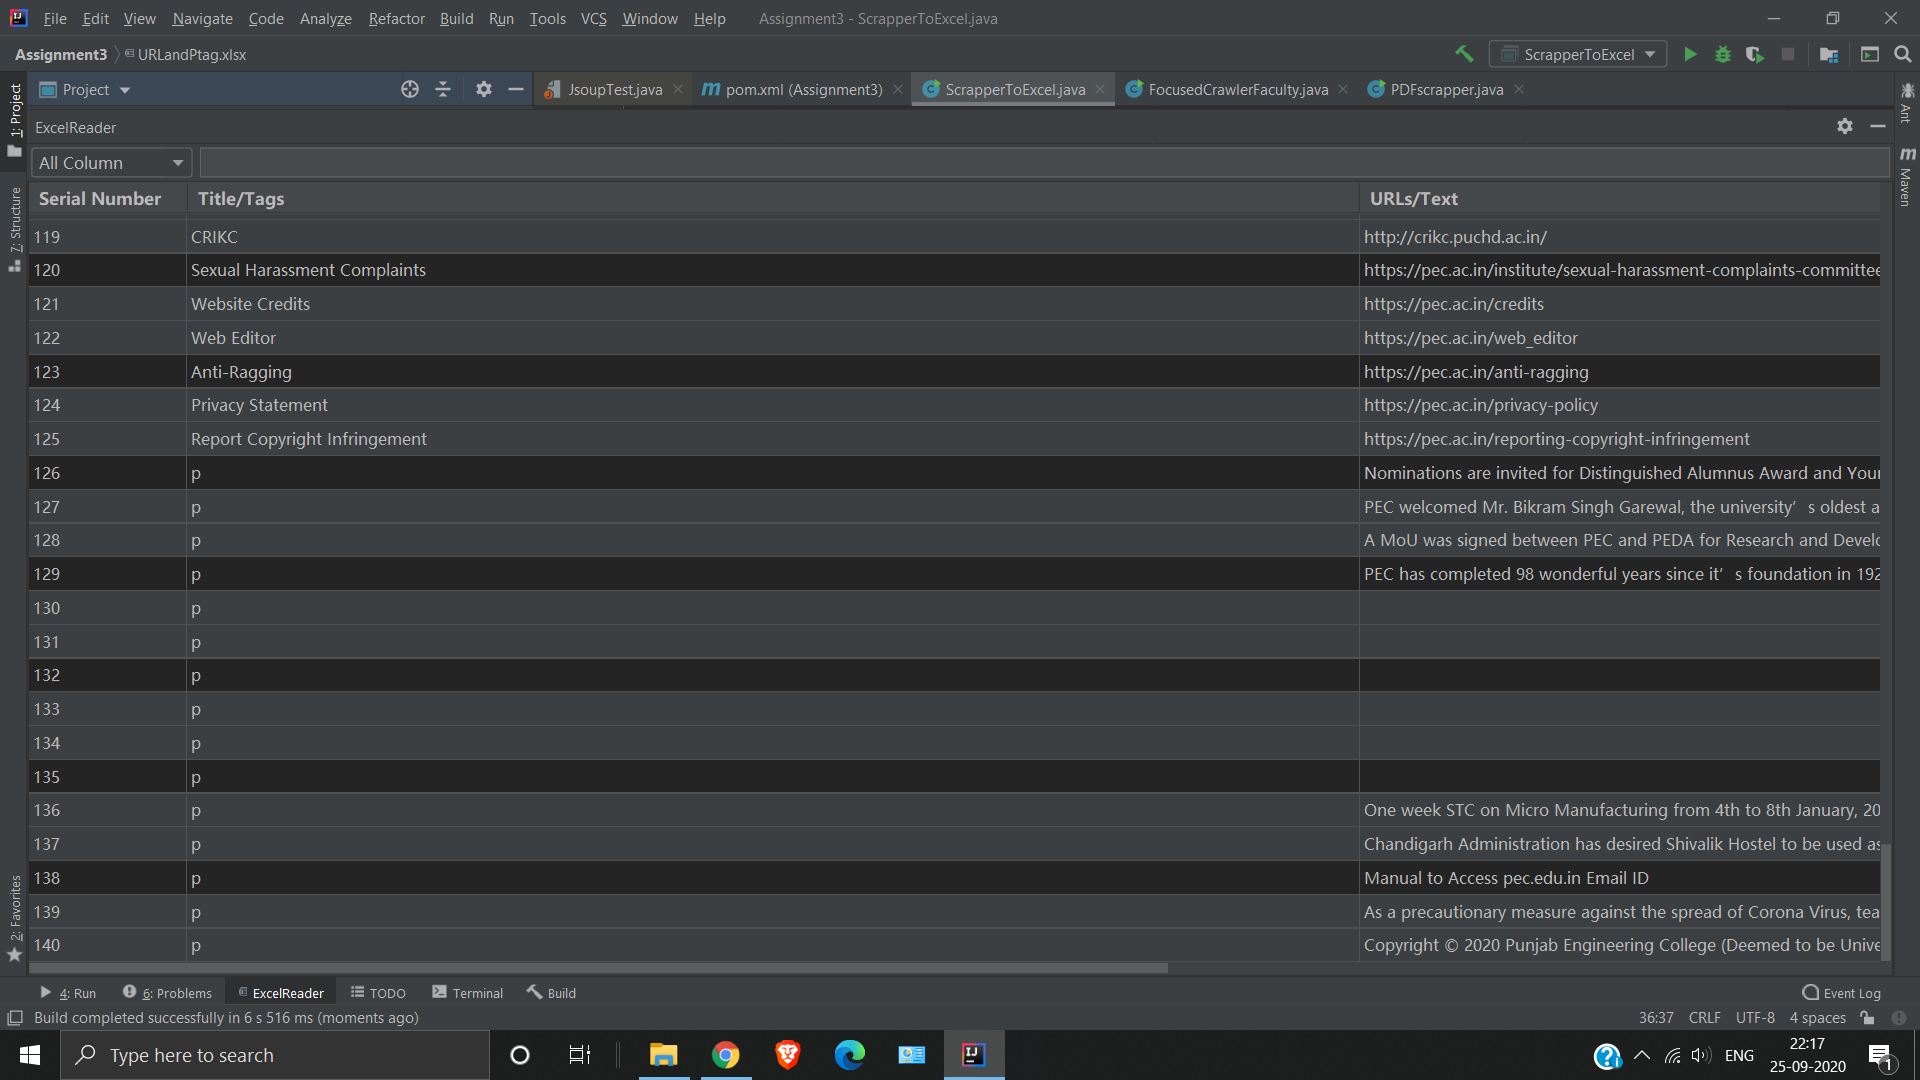 File Edit View Navigate Code Analyze Refactor Build Run Tools VCS Window Help Assignment3 - ScrapperToExcel.java
Assignment3 URLandPtag.xlsx ScrapperToExcel
Project JsoupTest.java pom.xml (Assignment3) ScrapperToExcel.java FocusedCrawlerFaculty.java PDFscrapper.java
ExcelReader
All Column
Serial Number Title/Tags URLs/Text
119 CRIKC http://crikc.puchd.ac.in/
120 Sexual Harassment Complaints https://pec.ac.in/institute/sexual-harassment-complaints-committee
121 Website Credits https://pec.ac.in/credits
122 Web Editor https://pec.ac.in/web_editor
123 Anti-Ragging https://pec.ac.in/anti-ragging
124 Privacy Statement https://pec.ac.in/privacy-policy
125 Report Copyright Infringement https://pec.ac.in/reporting-copyright-infringement
126 p Nominations are invited for Distinguished Alumnus Award and Your
127 p PEC welcomed Mr. Bikram Singh Garewal, the university’s oldest a
128 p A MoU was signed between PEC and PEDA for Research and Develo
129 p PEC has completed 98 wonderful years since it’s foundation in 192
130 p
131 p
132 p
133 p
134 p
135 p
136 p One week STC on Micro Manufacturing from 4th to 8th January, 20
137 p Chandigarh Administration has desired Shivalik Hostel to be used as
138 p Manual to Access pec.edu.in Email ID
139 p As a precautionary measure against the spread of Corona Virus, tea
140 p Copyright © 2020 Punjab Engineering College (Deemed to be Unive
1: Project
7: Structure
2: Favorites
Ant
Maven
4: Run 6: Problems ExcelReader TODO Terminal Build Event Log
Build completed successfully in 6 s 516 ms (moments ago) 36:37 CRLF UTF-8 4 spaces
Type here to search ENG 22:17
25-09-2020 1